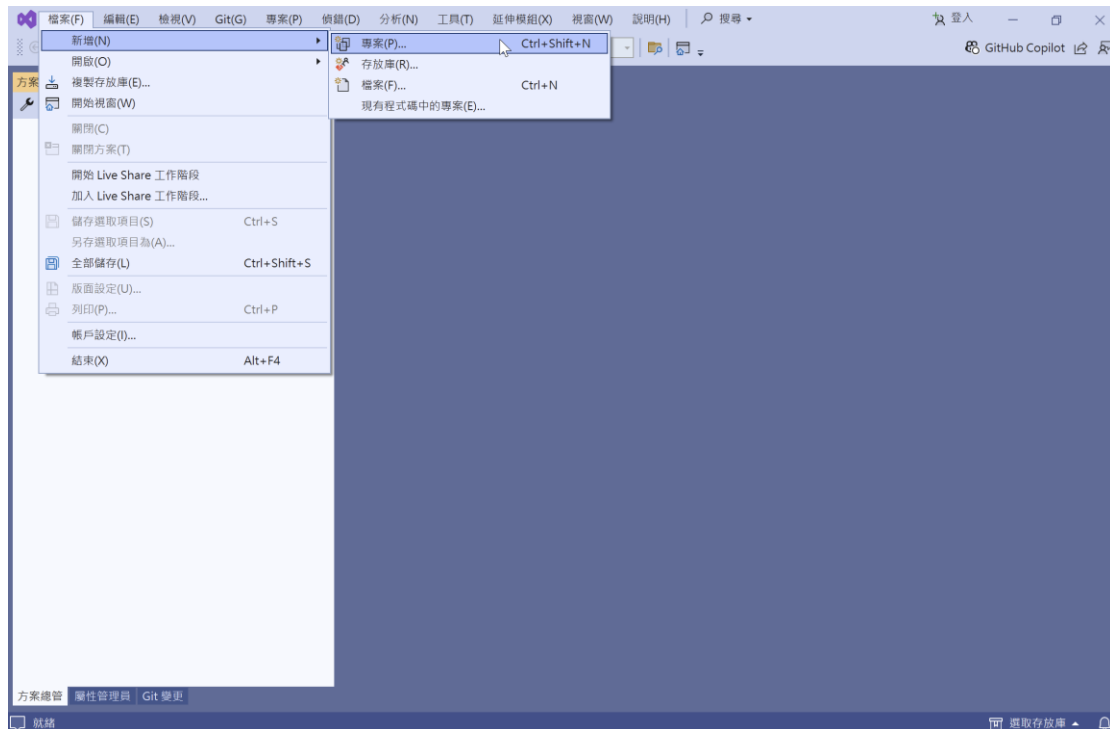 檔案(F) 編輯(E) 檢視(V) Git(G) 專案(P) 偵錯(D) 分析(N) 工具(T) 延伸模組(X) 視窗(W) 說明(H) 搜尋 登入
GitHub Copilot
新增(N)
專案(P)... Ctrl+Shift+N
開啟(O)
存放庫(R)...
方案
複製存放庫(E)...
檔案(F)... Ctrl+N
開始視窗(W)
現有程式碼中的專案(E)...
關閉(C)
關閉方案(T)
開始 Live Share 工作階段
加入 Live Share 工作階段...
儲存選取項目(S) Ctrl+S
另存選取項目為(A)...
全部儲存(L) Ctrl+Shift+S
版面設定(U)...
列印(P)... Ctrl+P
帳戶設定(I)...
結束(X) Alt+F4
方案總管 屬性管理員 Git 變更
就緒 選取存放庫